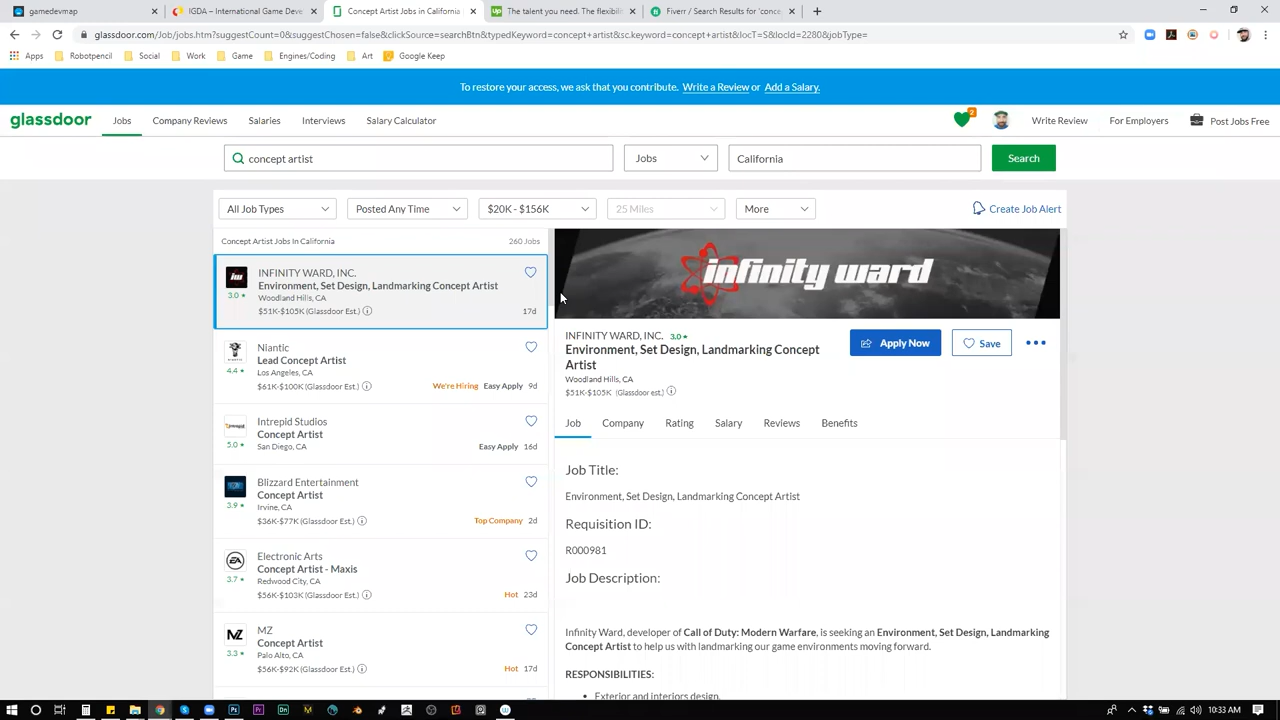 gamedevmap
IGDA – International Game Deve
Concept Artist Jobs in California
The talent you need. The flexibili
Fiverr / Search Results for 'conce
glassdoor.com/Job/jobs.htm?suggestCount=0&suggestChosen=false&clickSource=searchBtn&typedKeyword=concept+artist&sc.keyword=concept+artist&locT=S&locId=2280&jobType=
Apps Robotpencil Social Work Game Engines/Coding Art Google Keep
To restore your access, we ask that you contribute. Write a Review or Add a Salary.
glassdoor Jobs Company Reviews Salaries Interviews Salary Calculator 2 Write Review For Employers Post Jobs Free
concept artist Jobs California Search
All Job Types Posted Any Time $20K - $156K 25 Miles More Create Job Alert
Concept Artist Jobs In California 260 Jobs
INFINITY WARD, INC.
Environment, Set Design, Landmarking Concept Artist
3.0 ★ Woodland Hills, CA
$51K-$105K (Glassdoor Est.) 17d
Niantic
Lead Concept Artist
4.4 ★ Los Angeles, CA
$61K-$100K (Glassdoor Est.) We're Hiring Easy Apply 9d
Intrepid Studios
Concept Artist
5.0 ★ San Diego, CA Easy Apply 16d
Blizzard Entertainment
Concept Artist
3.9 ★ Irvine, CA
$36K-$77K (Glassdoor Est.) Top Company 2d
Electronic Arts
Concept Artist - Maxis
3.7 ★ Redwood City, CA
$56K-$103K (Glassdoor Est.) Hot 23d
MZ
Concept Artist
3.3 ★ Palo Alto, CA
$56K-$92K (Glassdoor Est.) Hot 17d
infinity ward
INFINITY WARD, INC. 3.0 ★
Environment, Set Design, Landmarking Concept
Artist
Woodland Hills, CA
$51K-$105K (Glassdoor est.)
Apply Now Save
Job Company Rating Salary Reviews Benefits
Job Title:
Environment, Set Design, Landmarking Concept Artist
Requisition ID:
R000981
Job Description:
Infinity Ward, developer of Call of Duty: Modern Warfare, is seeking an Environment, Set Design, Landmarking
Concept Artist to help us with landmarking our game environments moving forward.
RESPONSIBILITIES:
Exterior and interiors design.
10:33 AM